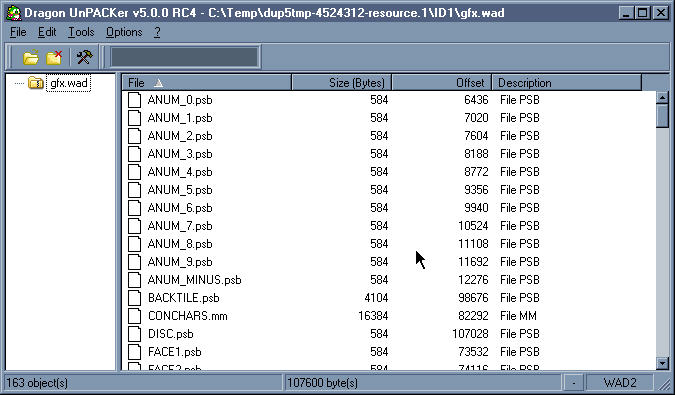 Dragon UnPACKer v5.0.0 RC4 - C:\Temp\dup5tmp-4524312-resource.1\ID1\gfx.wad
File Edit Tools Options ?
gfx.wad
File Size (Bytes) Offset Description
ANUM_0.psb 584 6436 File PSB
ANUM_1.psb 584 7020 File PSB
ANUM_2.psb 584 7604 File PSB
ANUM_3.psb 584 8188 File PSB
ANUM_4.psb 584 8772 File PSB
ANUM_5.psb 584 9356 File PSB
ANUM_6.psb 584 9940 File PSB
ANUM_7.psb 584 10524 File PSB
ANUM_8.psb 584 11108 File PSB
ANUM_9.psb 584 11692 File PSB
ANUM_MINUS.psb 584 12276 File PSB
BACKTILE.psb 4104 98676 File PSB
CONCHARS.mm 16384 82292 File MM
DISC.psb 584 107028 File PSB
FACE1.psb 584 73532 File PSB
FACE2.psb 584 74116 File PSB
163 object(s) 107600 byte(s) - WAD2